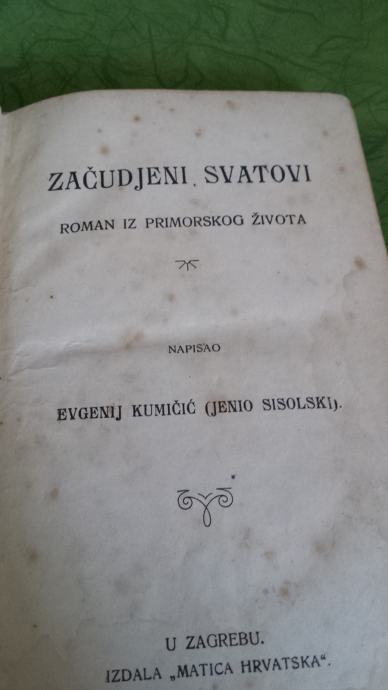 ZAČUDJENI SVATOVI
ROMAN IZ PRIMORSKOG ŽIVOTA
NAPISAO
EVGENIJ KUMIČIĆ (JENIO SISOLSKI).
U ZAGREBU.
IZDALA „MATICA HRVATSKA“.